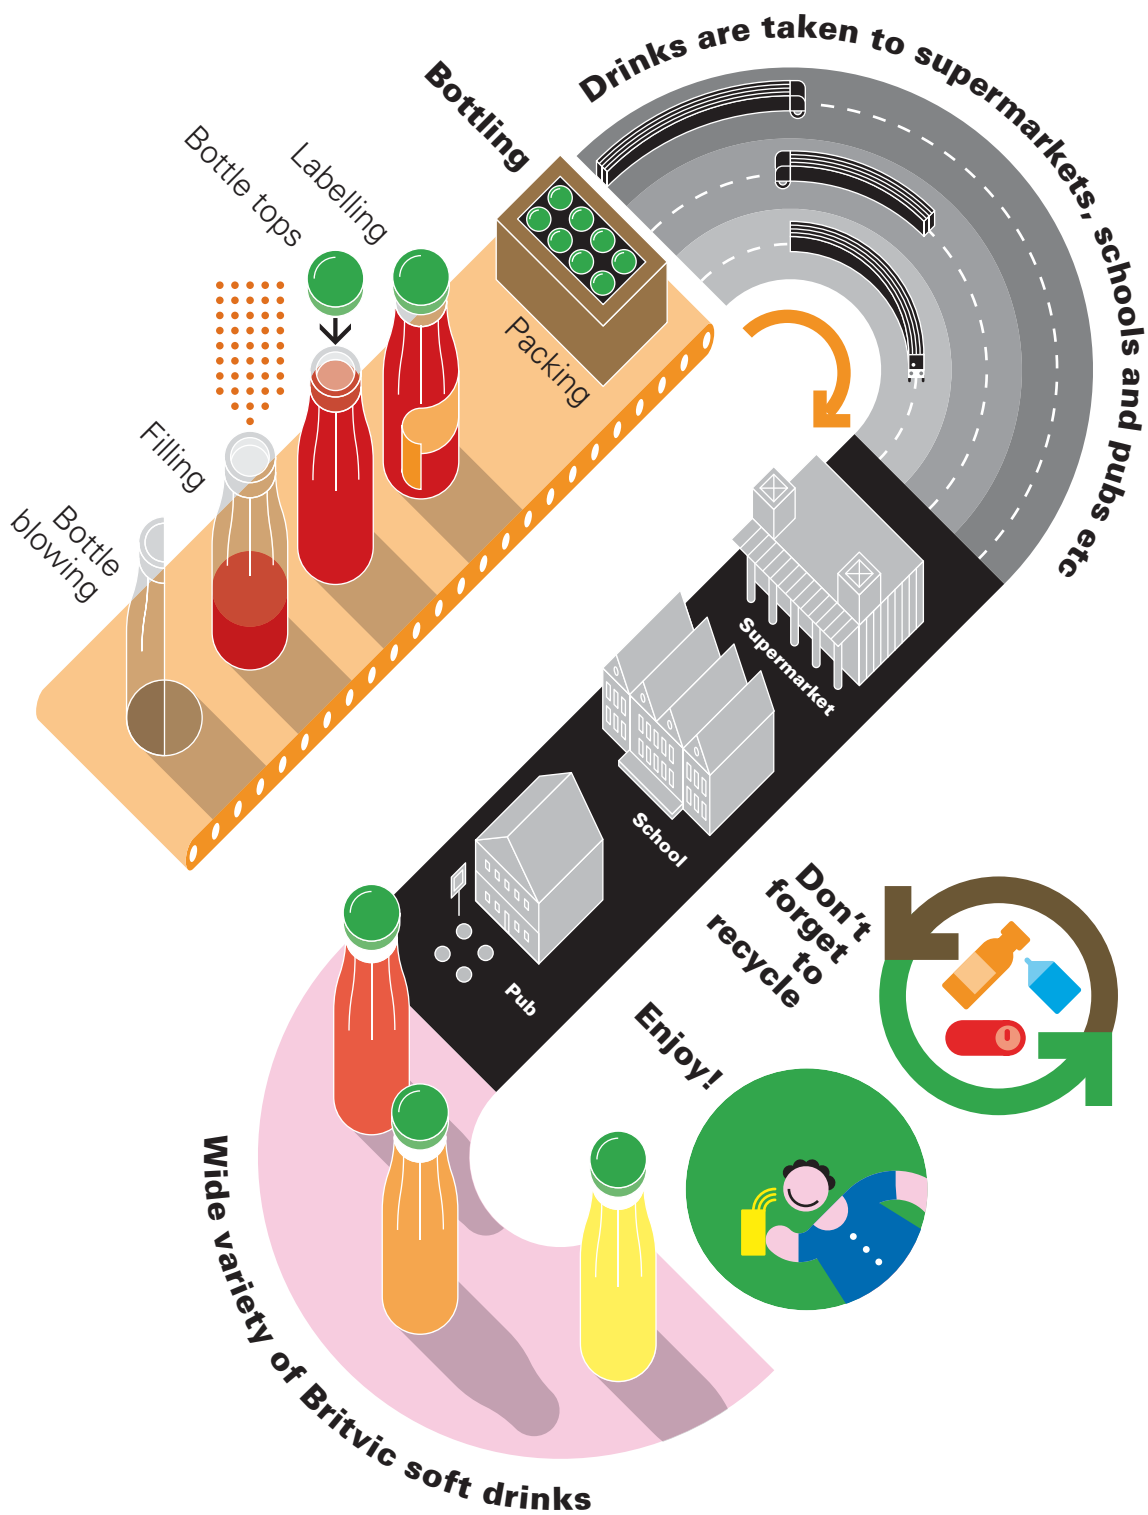 Bottling
Drinks are taken to supermarkets, schools and pubs etc
Bottle tops
Labelling
Packing
Filling
Bottle
blowing
Supermarket
School
Pub
Don't
forget
to
recycle
Enjoy!
Wide variety of Britvic soft drinks